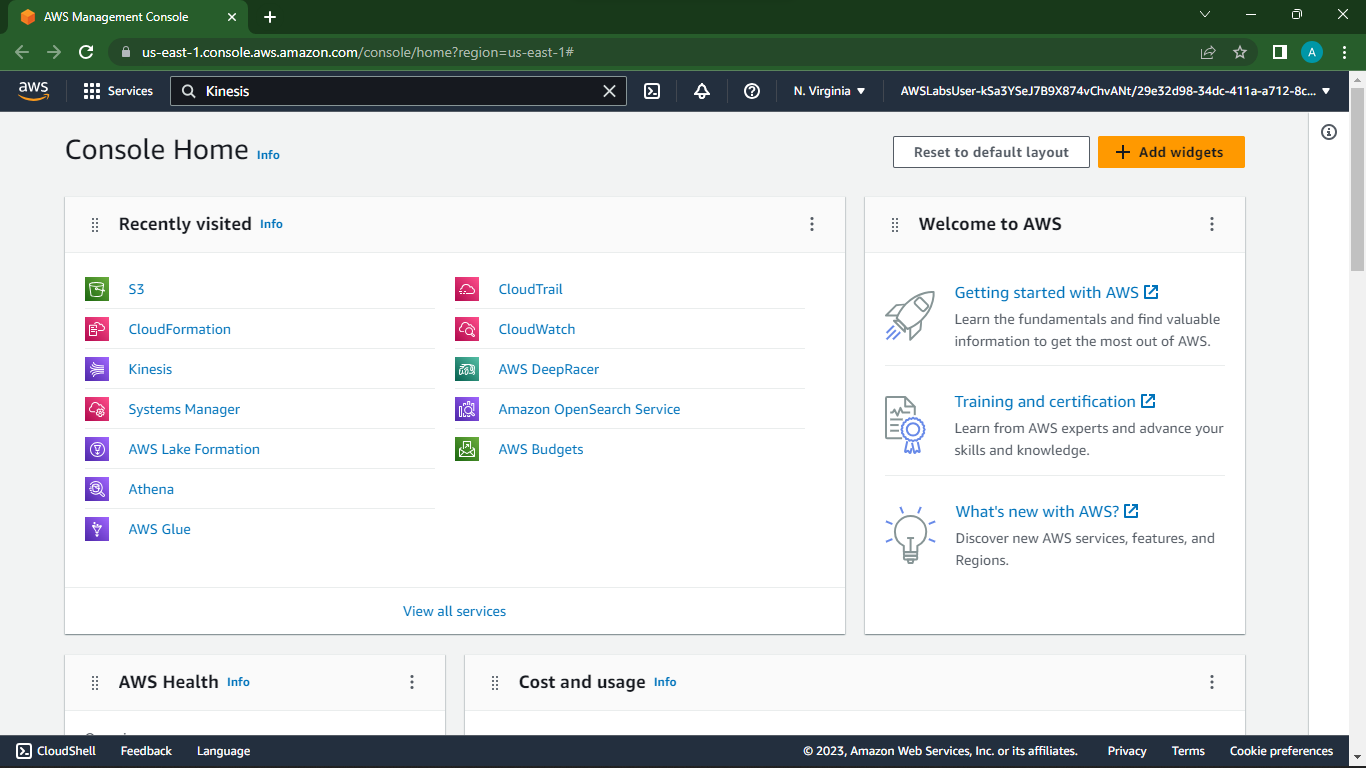 AWS Management Console
us-east-1.console.aws.amazon.com/console/home?region=us-east-1#
A
aws
Services
Kinesis
N. Virginia
AWSLabsUser-kSa3YSeJ7B9X874vChvANt/29e32d98-34dc-411a-a712-8c...
Console Home Info
Reset to default layout
Add widgets
Recently visited Info
S3
CloudFormation
Kinesis
Systems Manager
AWS Lake Formation
Athena
AWS Glue
CloudTrail
CloudWatch
AWS DeepRacer
Amazon OpenSearch Service
AWS Budgets
View all services
Welcome to AWS
Getting started with AWS
Learn the fundamentals and find valuable
information to get the most out of AWS.
Training and certification
Learn from AWS experts and advance your
skills and knowledge.
What's new with AWS?
Discover new AWS services, features, and
Regions.
AWS Health Info
Cost and usage Info
CloudShell
Feedback
Language
© 2023, Amazon Web Services, Inc. or its affiliates.
Privacy
Terms
Cookie preferences